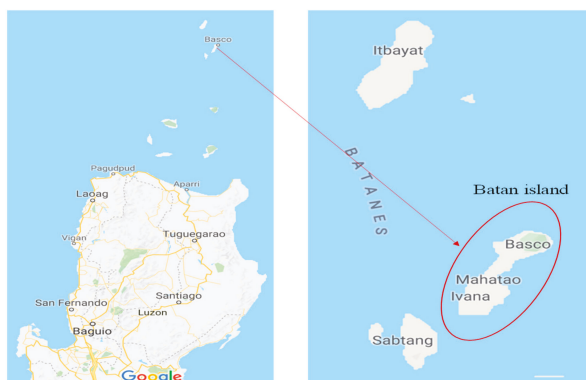 Basco
Pagudpud
Laoag
Aparri
Vigan
Tuguegarao
San Fernando
Santiago
Luzon
Baguio
Google
Itbayat
BATANES
Batan island
Basco
Mahatao
Ivana
Sabtang